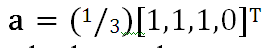 a = (¹/₃)[1,1,1,0]ᵀ